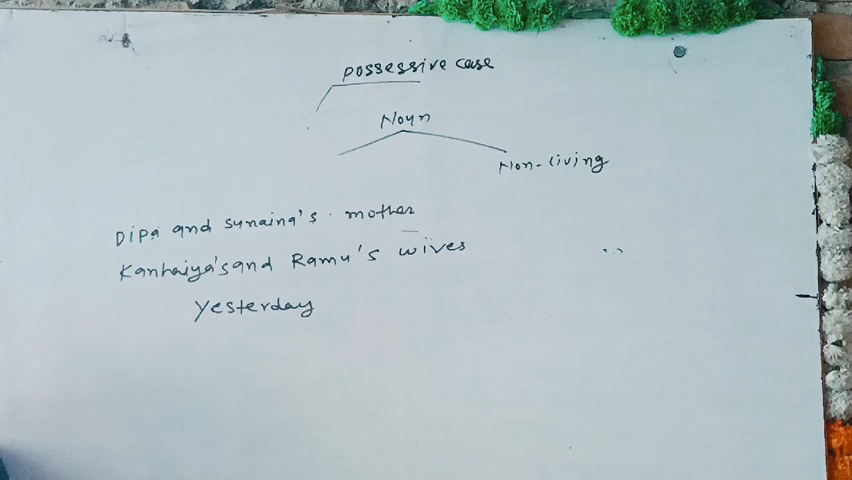 possessive case
Noun
Non-living
Dipa and Sunaina's mother
Kanhaiya's and Ramu's wives
Yesterday